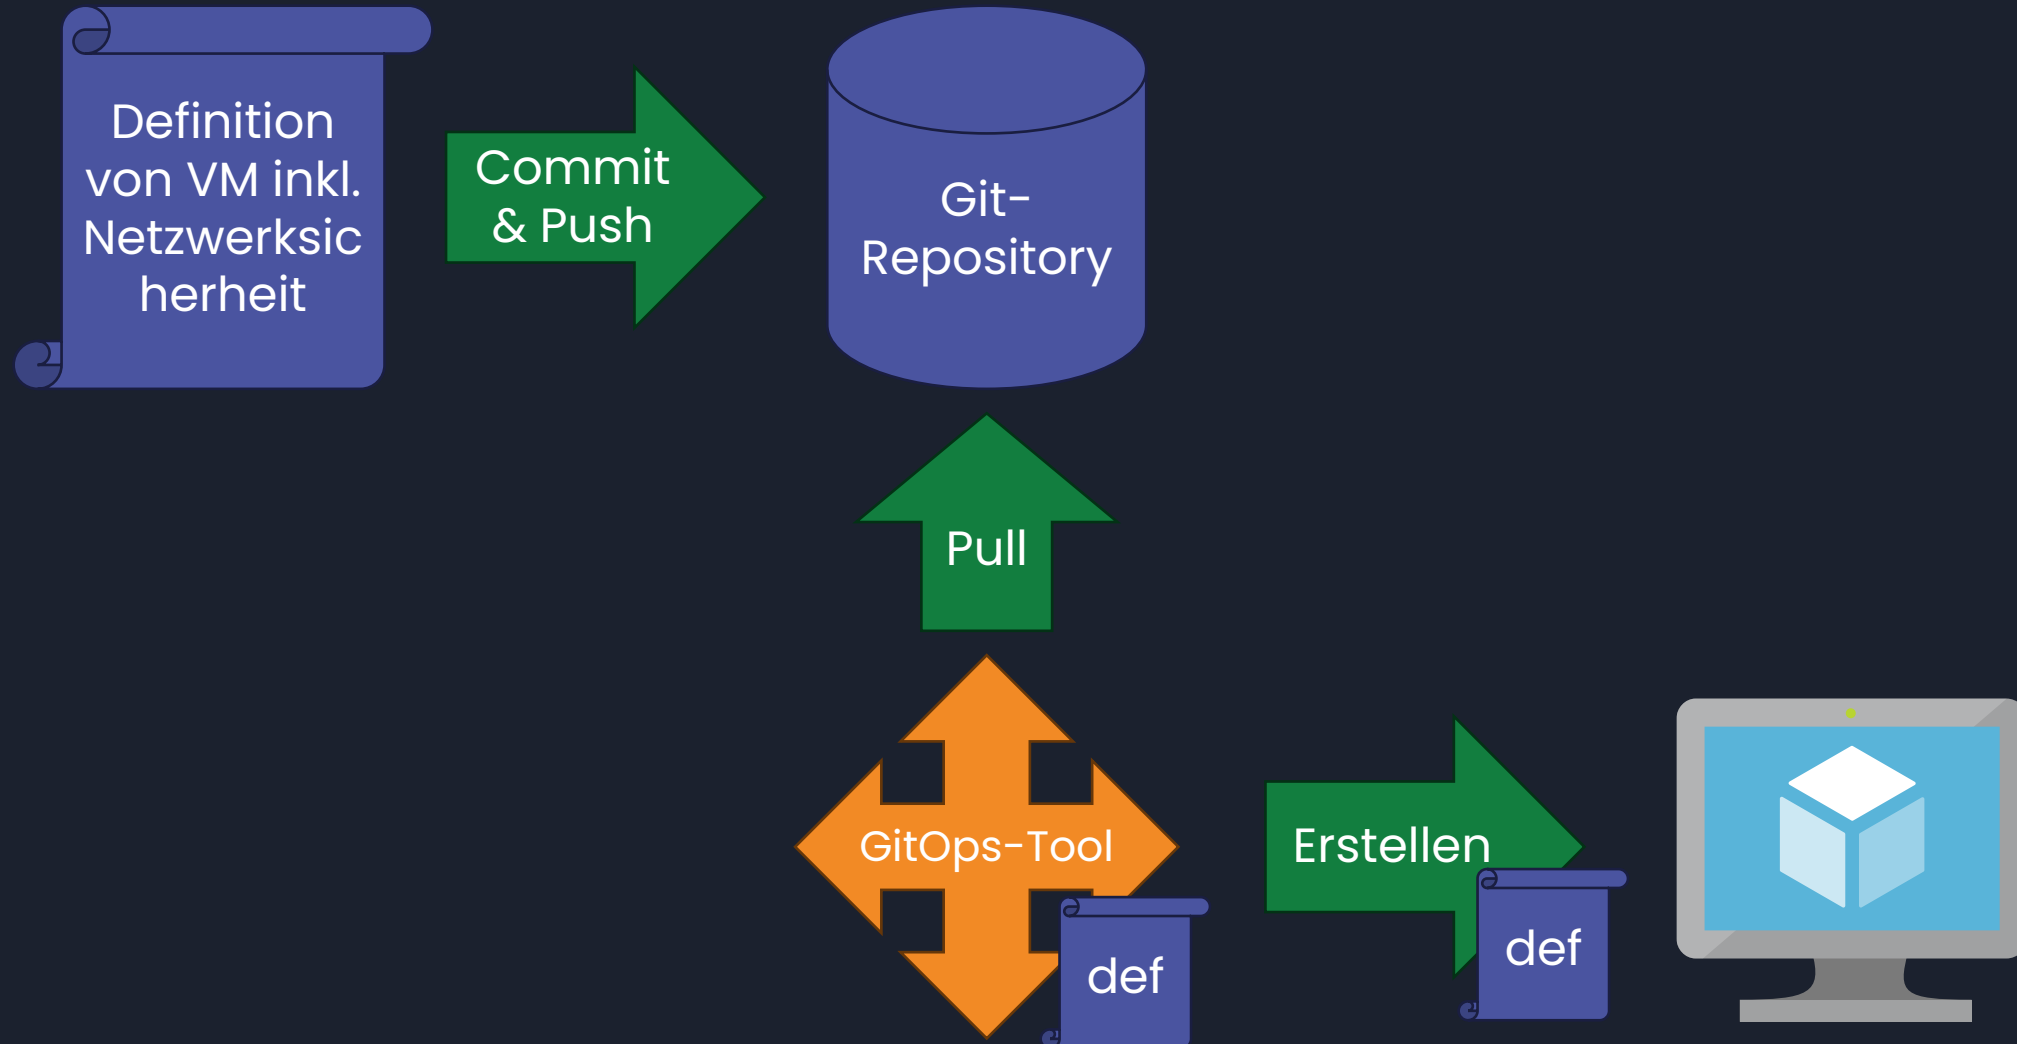 Definition
von VM inkl.
Netzwerksic
herheit
Commit
& Push
Git-
Repository
Pull
GitOps-Tool
def
Erstellen
def